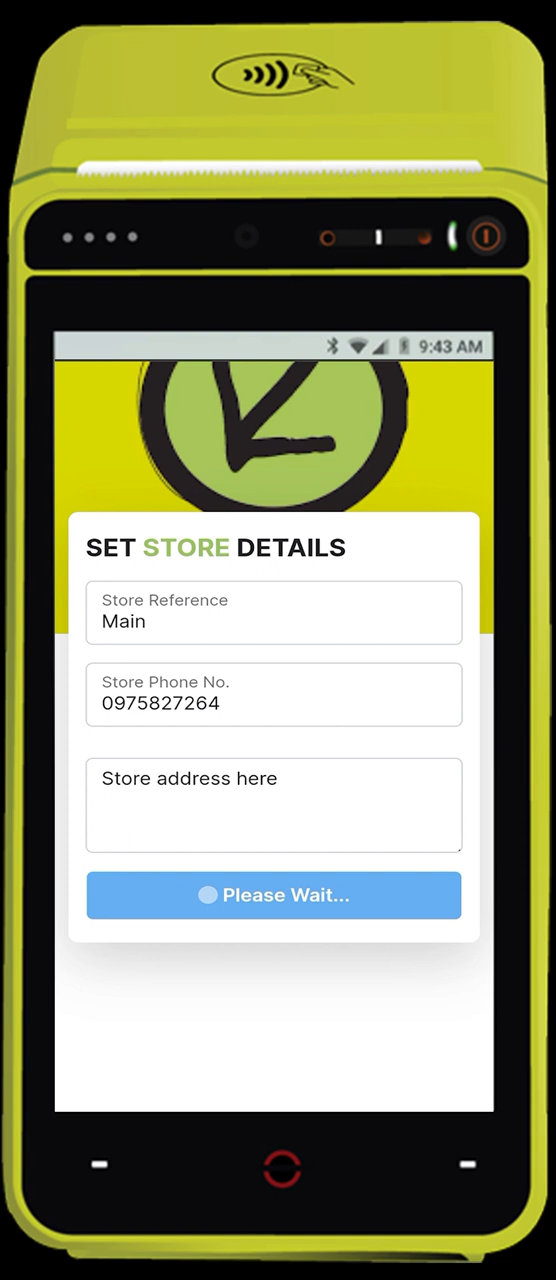 9:43 AM
SET STORE DETAILS
Store Reference
Main
Store Phone No.
0975827264
Store address here
Please Wait...